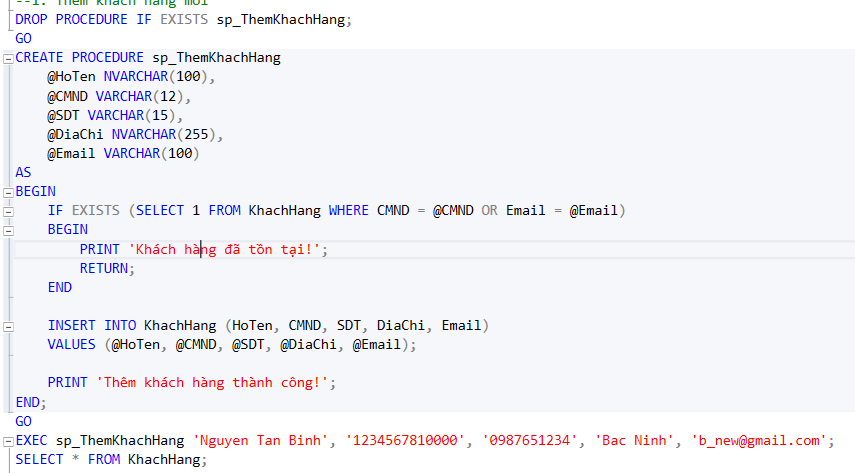 --1. Thêm khách hàng mới
DROP PROCEDURE IF EXISTS sp_ThemKhachHang;
GO
CREATE PROCEDURE sp_ThemKhachHang
    @HoTen NVARCHAR(100),
    @CMND VARCHAR(12),
    @SDT VARCHAR(15),
    @DiaChi NVARCHAR(255),
    @Email VARCHAR(100)
AS
BEGIN
    IF EXISTS (SELECT 1 FROM KhachHang WHERE CMND = @CMND OR Email = @Email)
    BEGIN
        PRINT 'Khách hàng đã tồn tại!';
        RETURN;
    END
    INSERT INTO KhachHang (HoTen, CMND, SDT, DiaChi, Email)
    VALUES (@HoTen, @CMND, @SDT, @DiaChi, @Email);
    PRINT 'Thêm khách hàng thành công!';
END;
GO
EXEC sp_ThemKhachHang 'Nguyen Tan Binh', '1234567810000', '0987651234', 'Bac Ninh', 'b_new@gmail.com';
SELECT * FROM KhachHang;